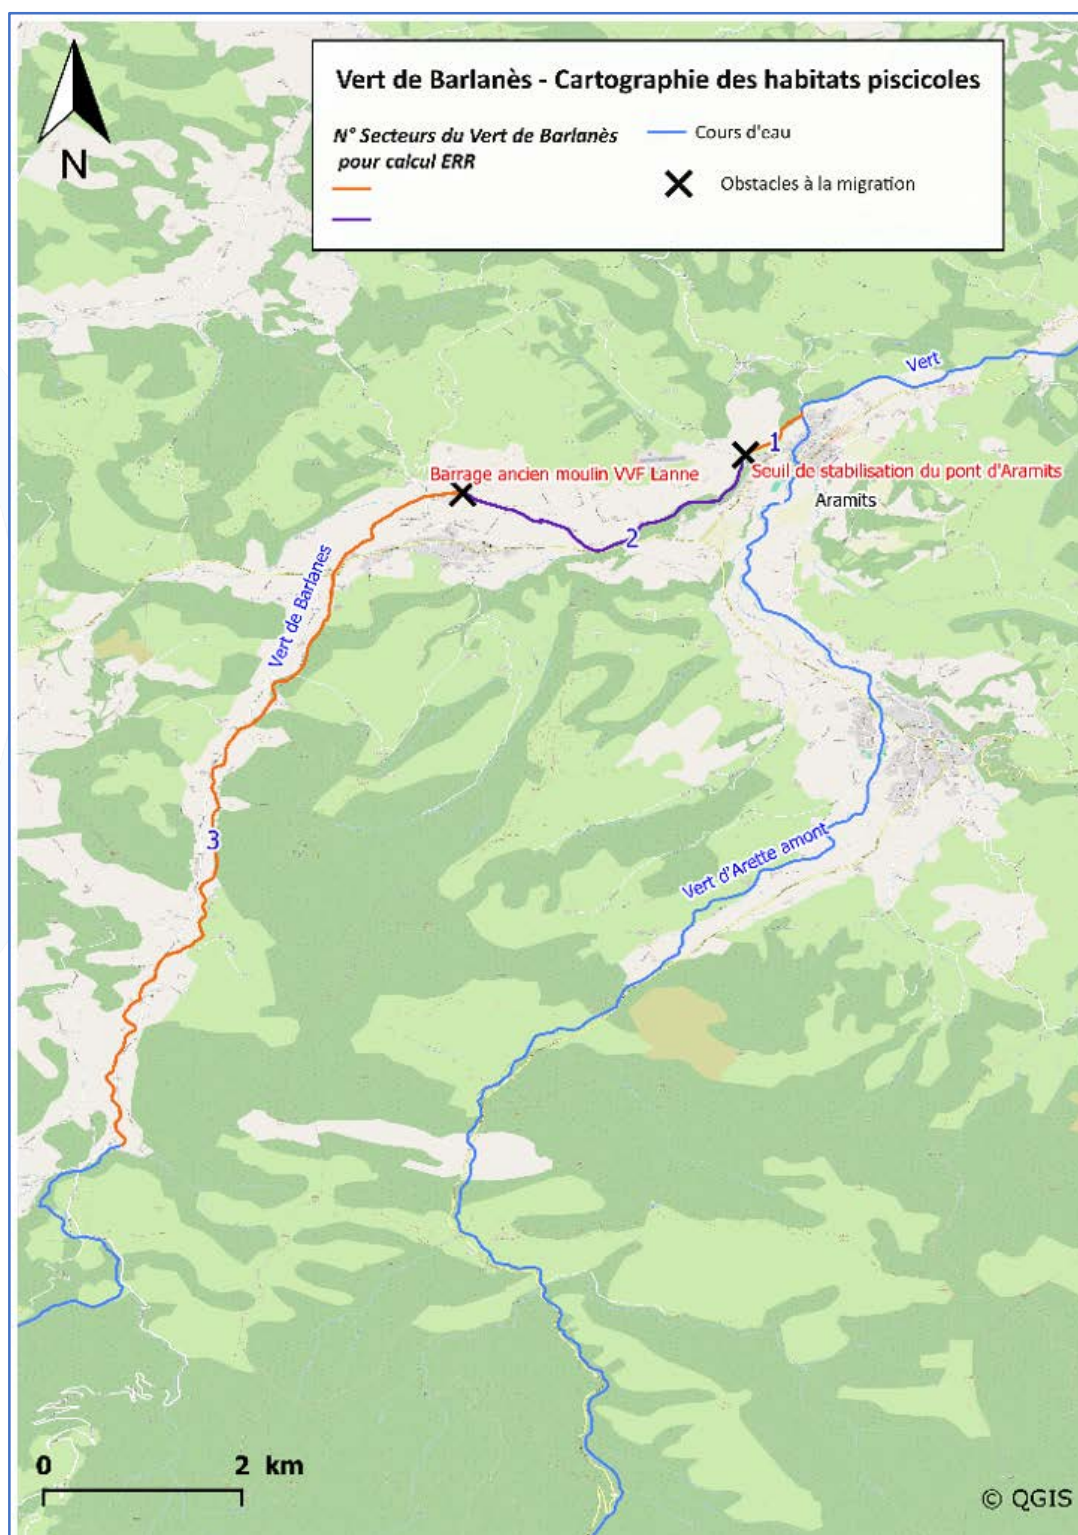 Vert de Barlanès - Cartographie des habitats piscicoles
N° Secteurs du Vert de Barlanès
pour calcul ERR
Cours d'eau
Obstacles à la migration
N
Vert
1
Barrage ancien moulin VVF Lanne
Seuil de stabilisation du pont d'Aramits
Aramits
2
Vert de Barlanes
3
Vert d'Arette amont
0 2 km
© QGIS